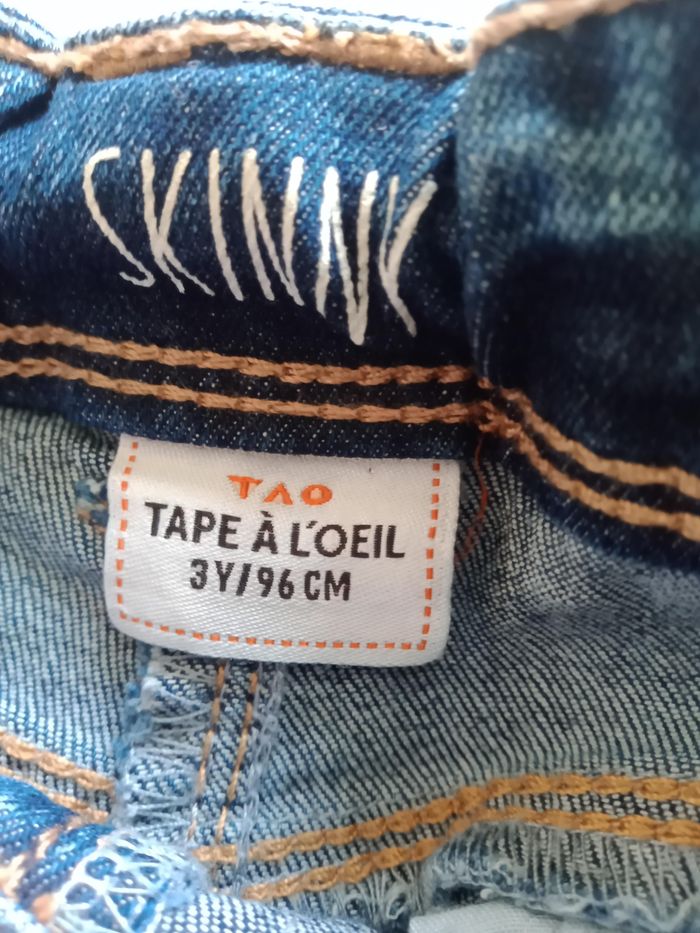 SKINNY
TAO
TAPE À L'OEIL
3Y/96 CM